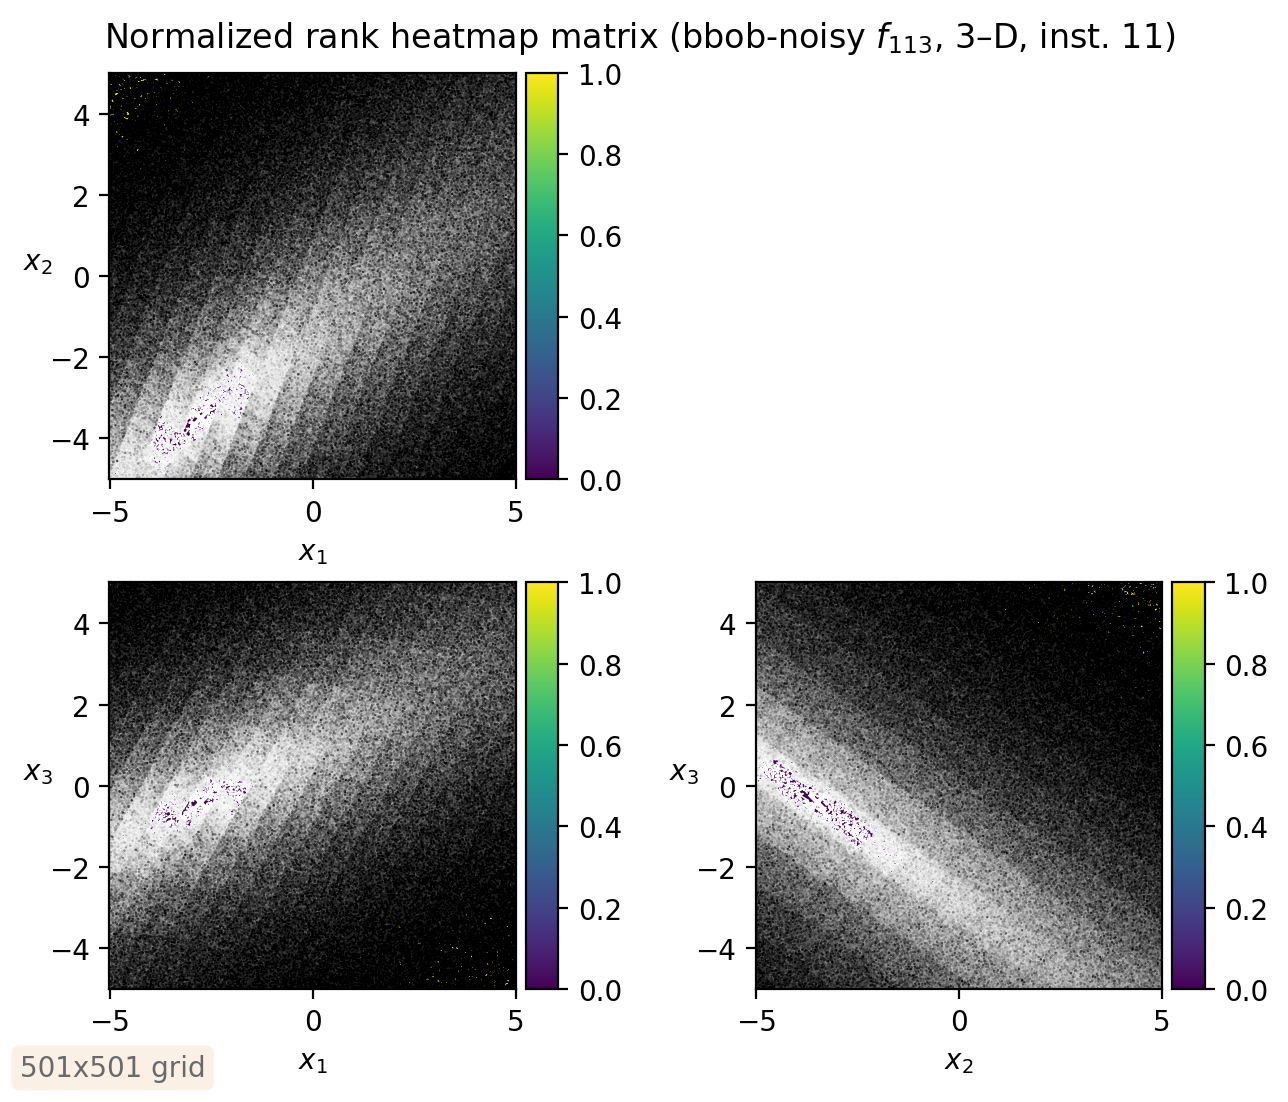 Normalized rank heatmap matrix (bbob-noisy f₁₁₃, 3–D, inst. 11)
1.0
4
0.8
2
0.6
x₂ 0
0.4
−2
0.2
−4
0.0
−5 0 5
x₁
1.0 1.0
4 4
0.8 0.8
2 2
0.6 0.6
x₃ 0 x₃ 0
0.4 0.4
−2 −2
0.2 0.2
−4 −4
0.0 0.0
−5 0 5 −5 0 5
501x501 grid x₁ x₂